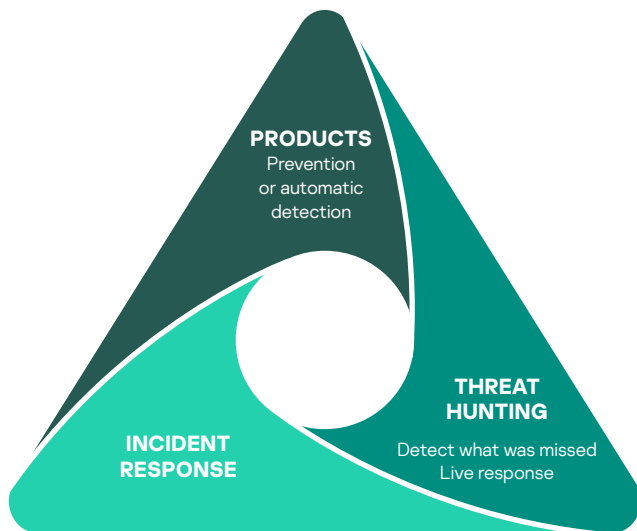 PRODUCTS
Prevention
or automatic
detection
THREAT
HUNTING
Detect what was missed
Live response
INCIDENT
RESPONSE